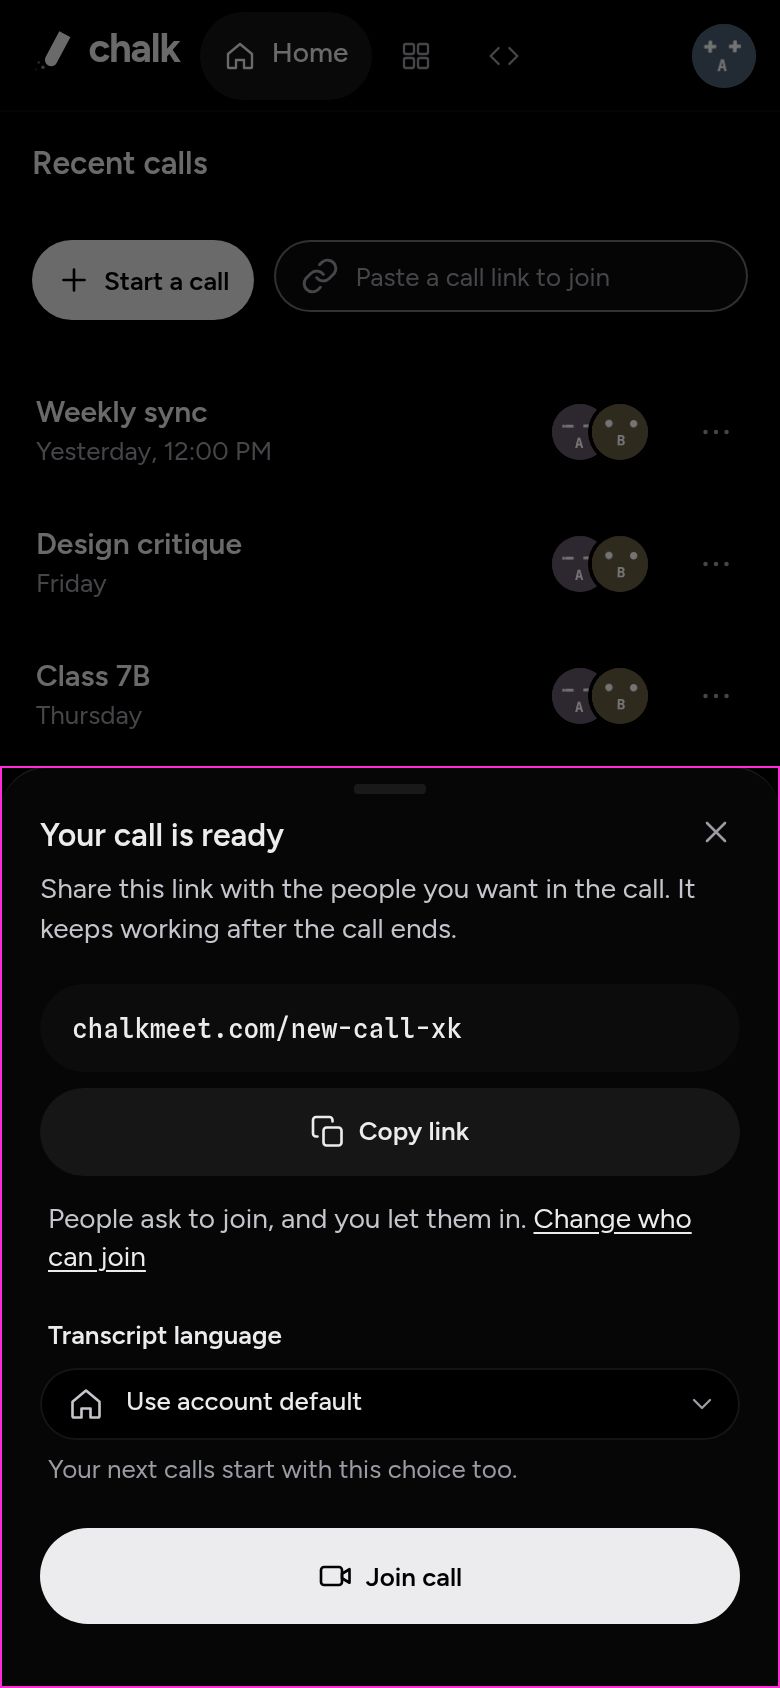 chalk
Home
A
Recent calls
Start a call
Paste a call link to join
Weekly sync
Yesterday, 12:00 PM
A
B
Design critique
Friday
A
B
Class 7B
Thursday
A
B
Your call is ready
Share this link with the people you want in the call. It
keeps working after the call ends.
chalkmeet.com/new-call-xk
Copy link
People ask to join, and you let them in. Change who
can join
Transcript language
Use account default
Your next calls start with this choice too.
Join call